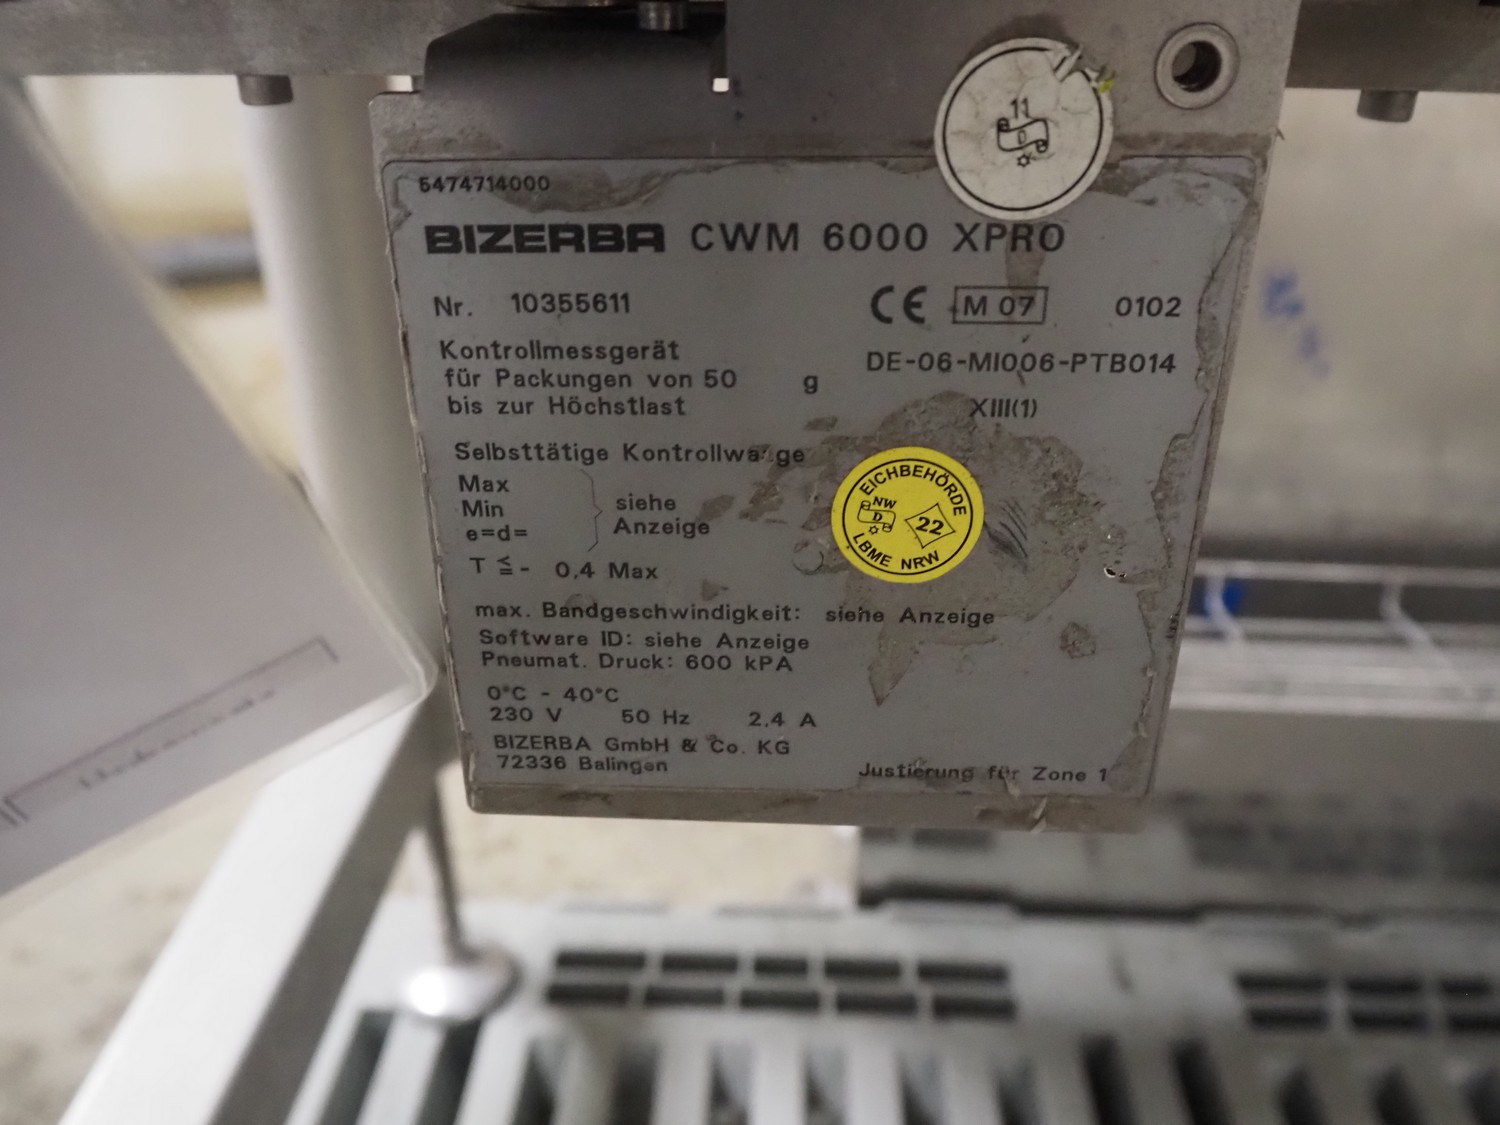 11
D
5474714000
BIZERBA CWM 6000 XPRO
Nr. 10355611
CE M 07 0102
Kontrollmessgerät
für Packungen von 50 g
bis zur Höchstlast
DE-06-MI006-PTB014
XIII(1)
Selbsttätige Kontrollwaage
Max
Min
e=d=
siehe
Anzeige
T ≦ - 0,4 Max
EICHBEHÖRDE
NW
D
22
LBME NRW
max. Bandgeschwindigkeit: siehe Anzeige
Software ID: siehe Anzeige
Pneumat. Druck: 600 kPA
0°C - 40°C
230 V 50 Hz 2,4 A
BIZERBA GmbH & Co. KG
72336 Balingen
Justierung für Zone 1